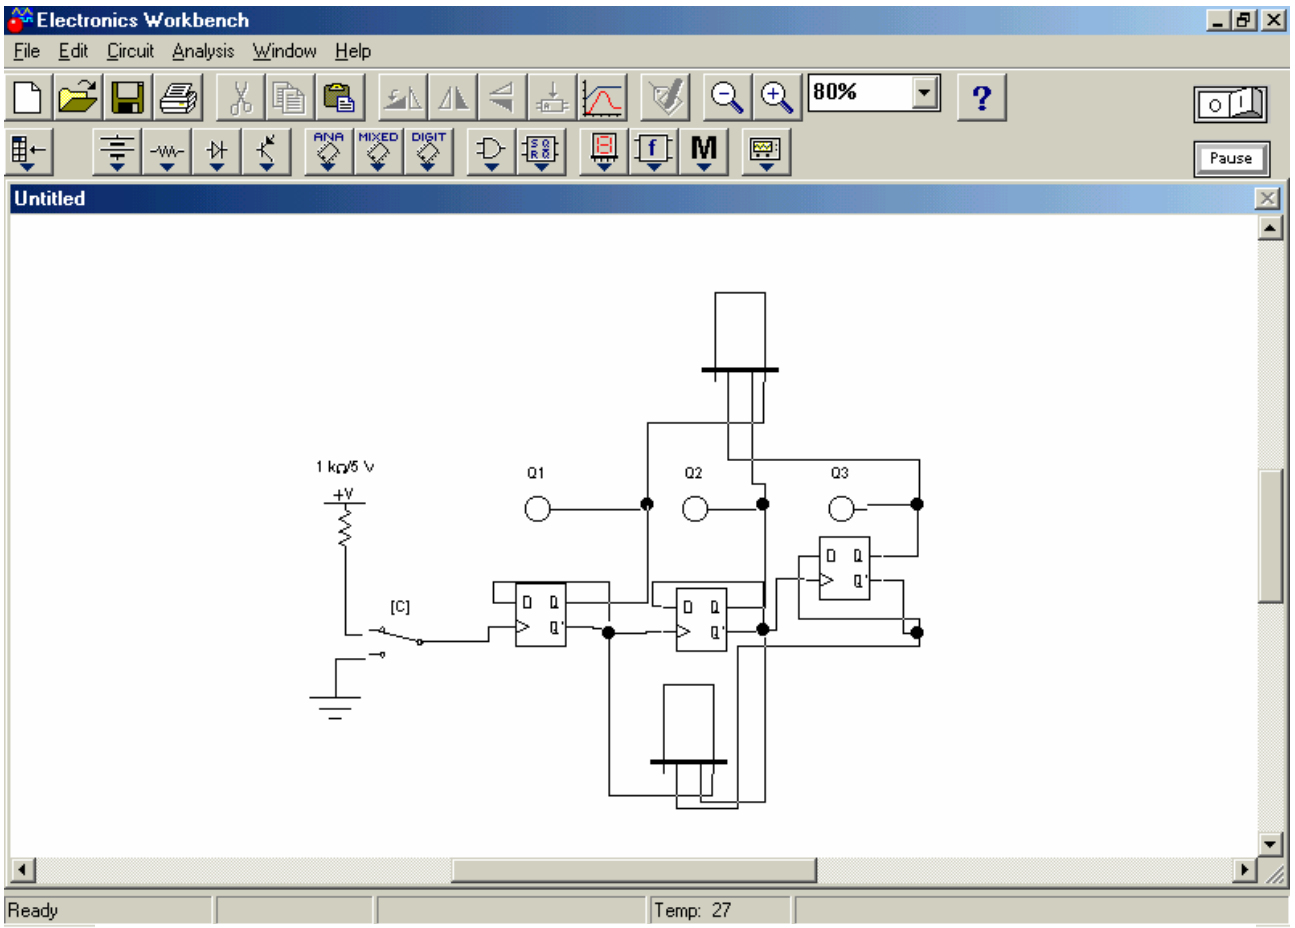 Electronics Workbench
File Edit Circuit Analysis Window Help
80%
?
Pause
ANA MIXED DIGIT
S Q
R Q
f M
Untitled
1 kΩ/5 V
+V
Q1 Q2 Q3
[C]
D Q
Q'
D Q
Q'
D Q
Q'
Ready
Temp: 27